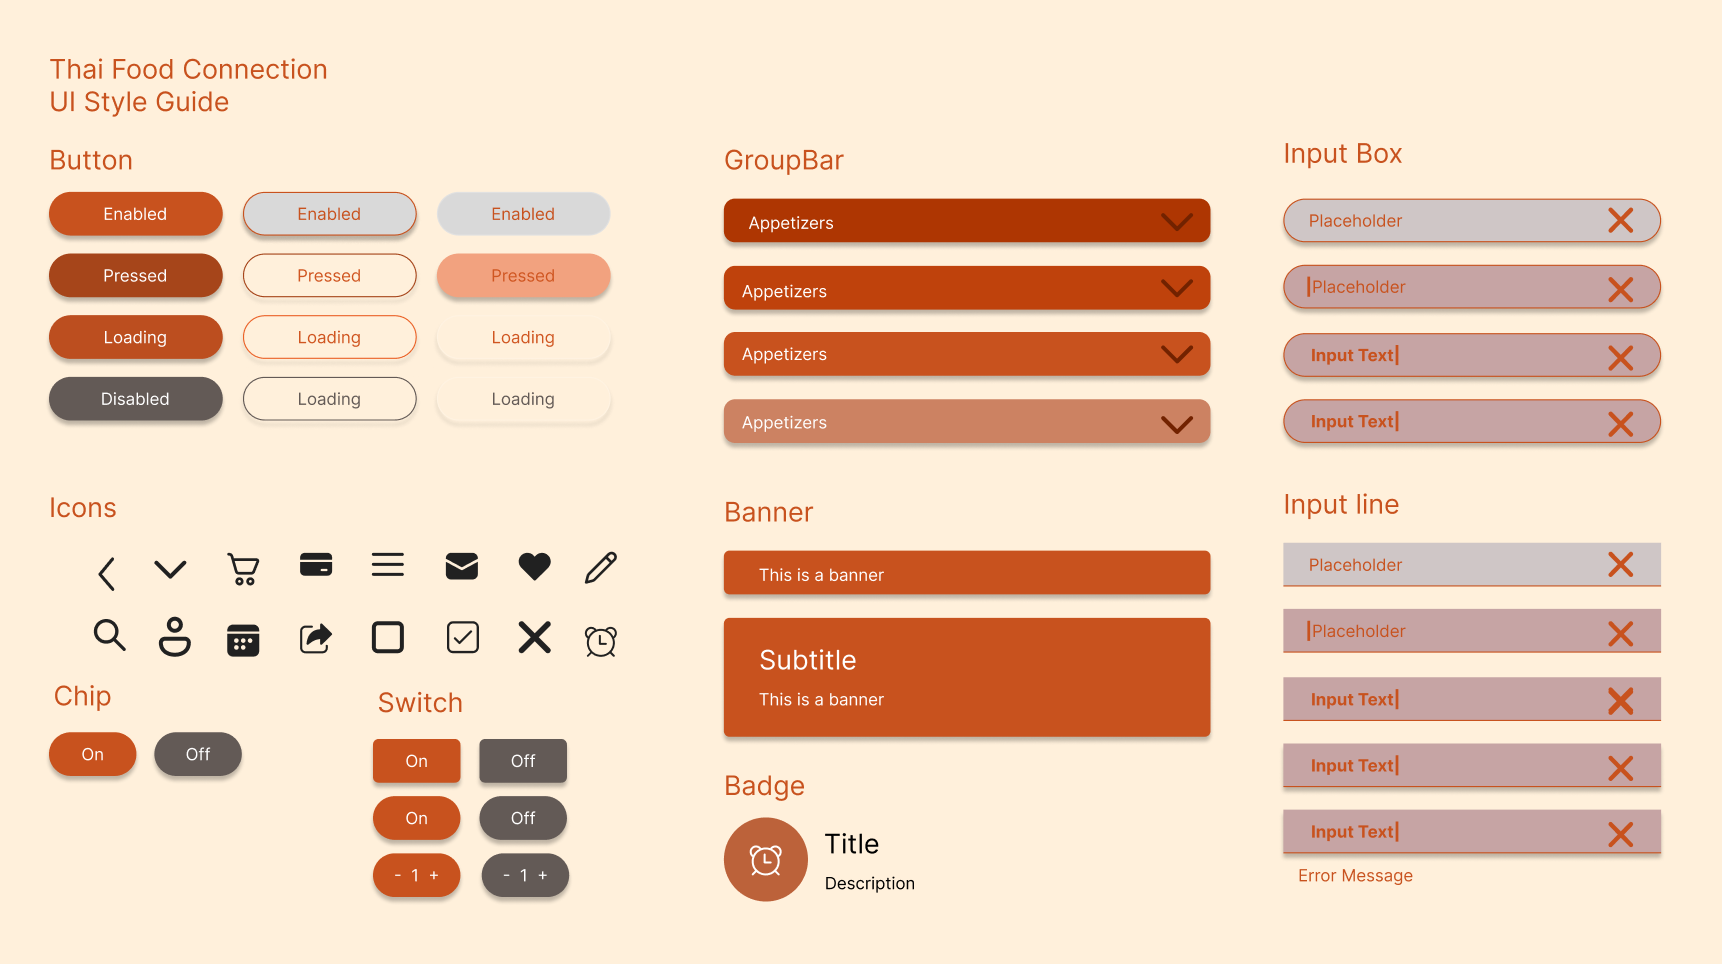 Thai Food Connection
UI Style Guide
Button
Enabled
Enabled
Enabled
Pressed
Pressed
Pressed
Loading
Loading
Loading
Disabled
Loading
Loading
Icons
Chip
On
Off
Switch
On
Off
On
Off
- 1 +
- 1 +
GroupBar
Appetizers
Appetizers
Appetizers
Appetizers
Banner
This is a banner
Subtitle
This is a banner
Badge
Title
Description
Input Box
Placeholder
Placeholder
Input Text
Input Text
Input line
Placeholder
Placeholder
Input Text
Input Text
Input Text
Error Message